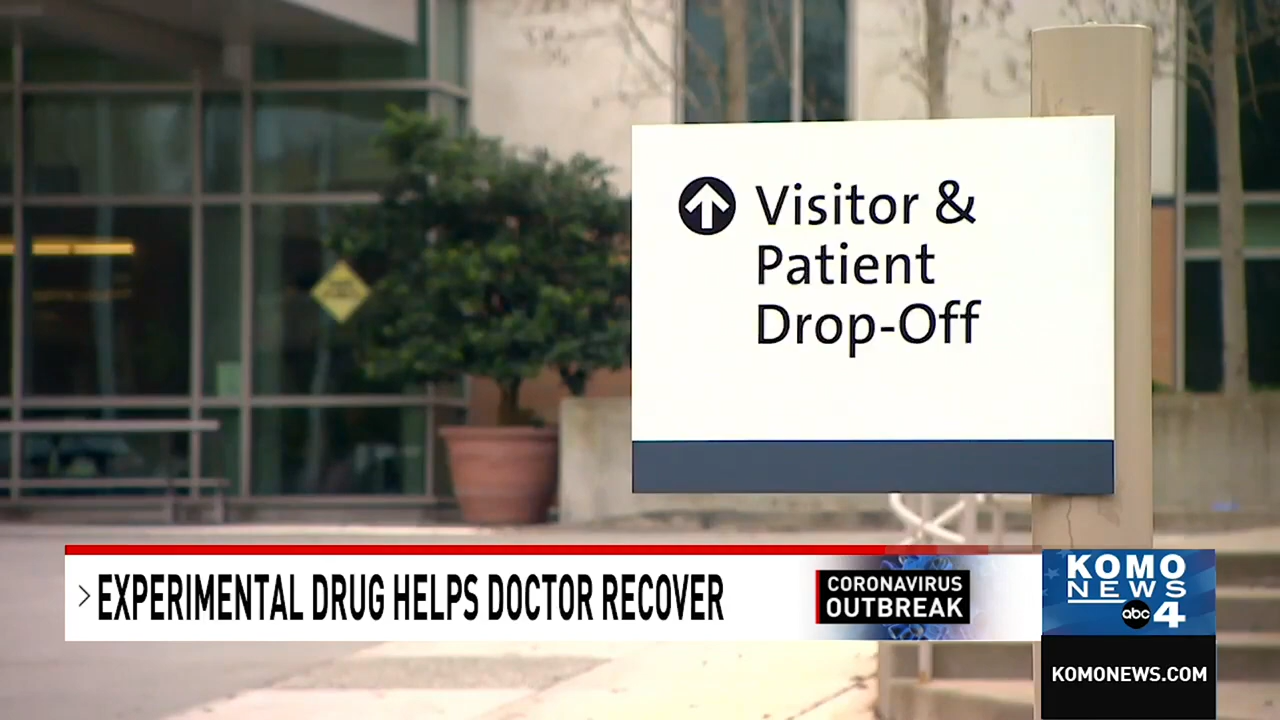 Visitor &
Patient
Drop-Off
EXPERIMENTAL DRUG HELPS DOCTOR RECOVER
CORONAVIRUS
OUTBREAK
KOMO
NEWS
abc 4
KOMONEWS.COM